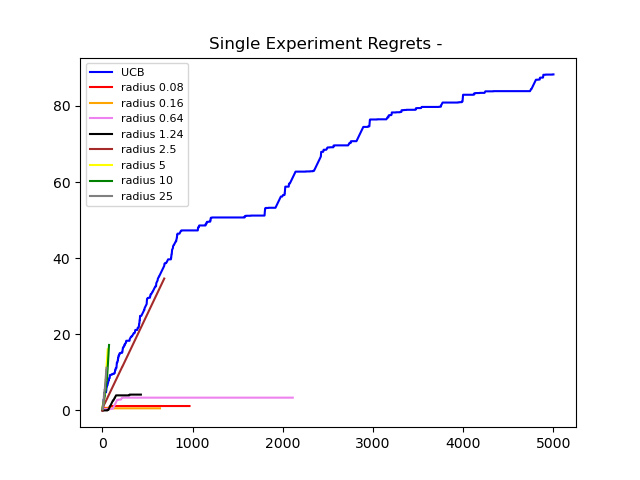 Single Experiment Regrets -
UCB
radius 0.08
radius 0.16
radius 0.64
radius 1.24
radius 2.5
radius 5
radius 10
radius 25
80
60
40
20
0
0 1000 2000 3000 4000 5000